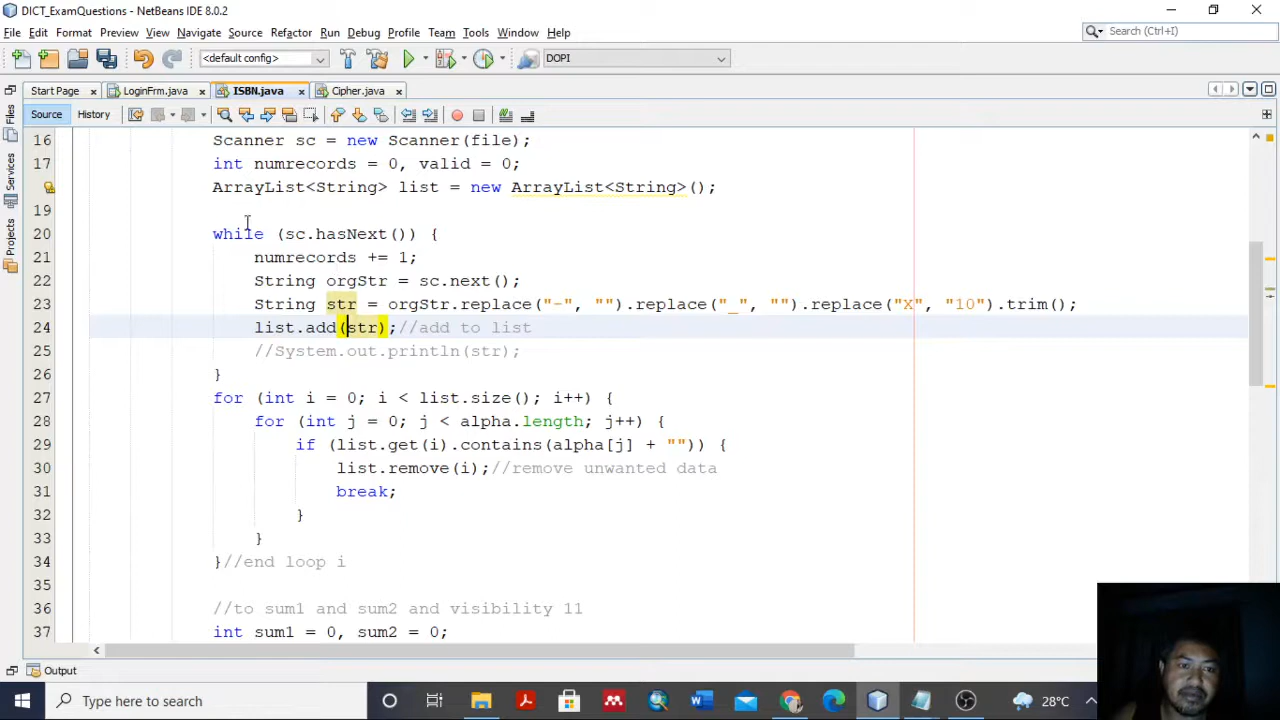 DICT_ExamQuestions - NetBeans IDE 8.0.2
File Edit Format Preview View Navigate Source Refactor Run Debug Profile Team Tools Window Help
Search (Ctrl+I)
<default config>
DOPI
Start Page LoginFrm.java ISBN.java Cipher.java
Source History
Files
Services
Projects
16 Scanner sc = new Scanner(file);
17 int numrecords = 0, valid = 0;
ArrayList<String> list = new ArrayList<String>();
19
20 while (sc.hasNext()) {
21 numrecords += 1;
22 String orgStr = sc.next();
23 String str = orgStr.replace("-", "").replace("_", "").replace("X", "10").trim();
24 list.add(str);//add to list
25 //System.out.println(str);
26 }
27 for (int i = 0; i < list.size(); i++) {
28 for (int j = 0; j < alpha.length; j++) {
29 if (list.get(i).contains(alpha[j] + "")) {
30 list.remove(i);//remove unwanted data
31 break;
32 }
33 }
34 }//end loop i
35
36 //to sum1 and sum2 and visibility 11
37 int sum1 = 0, sum2 = 0;
Output
Type here to search
28°C